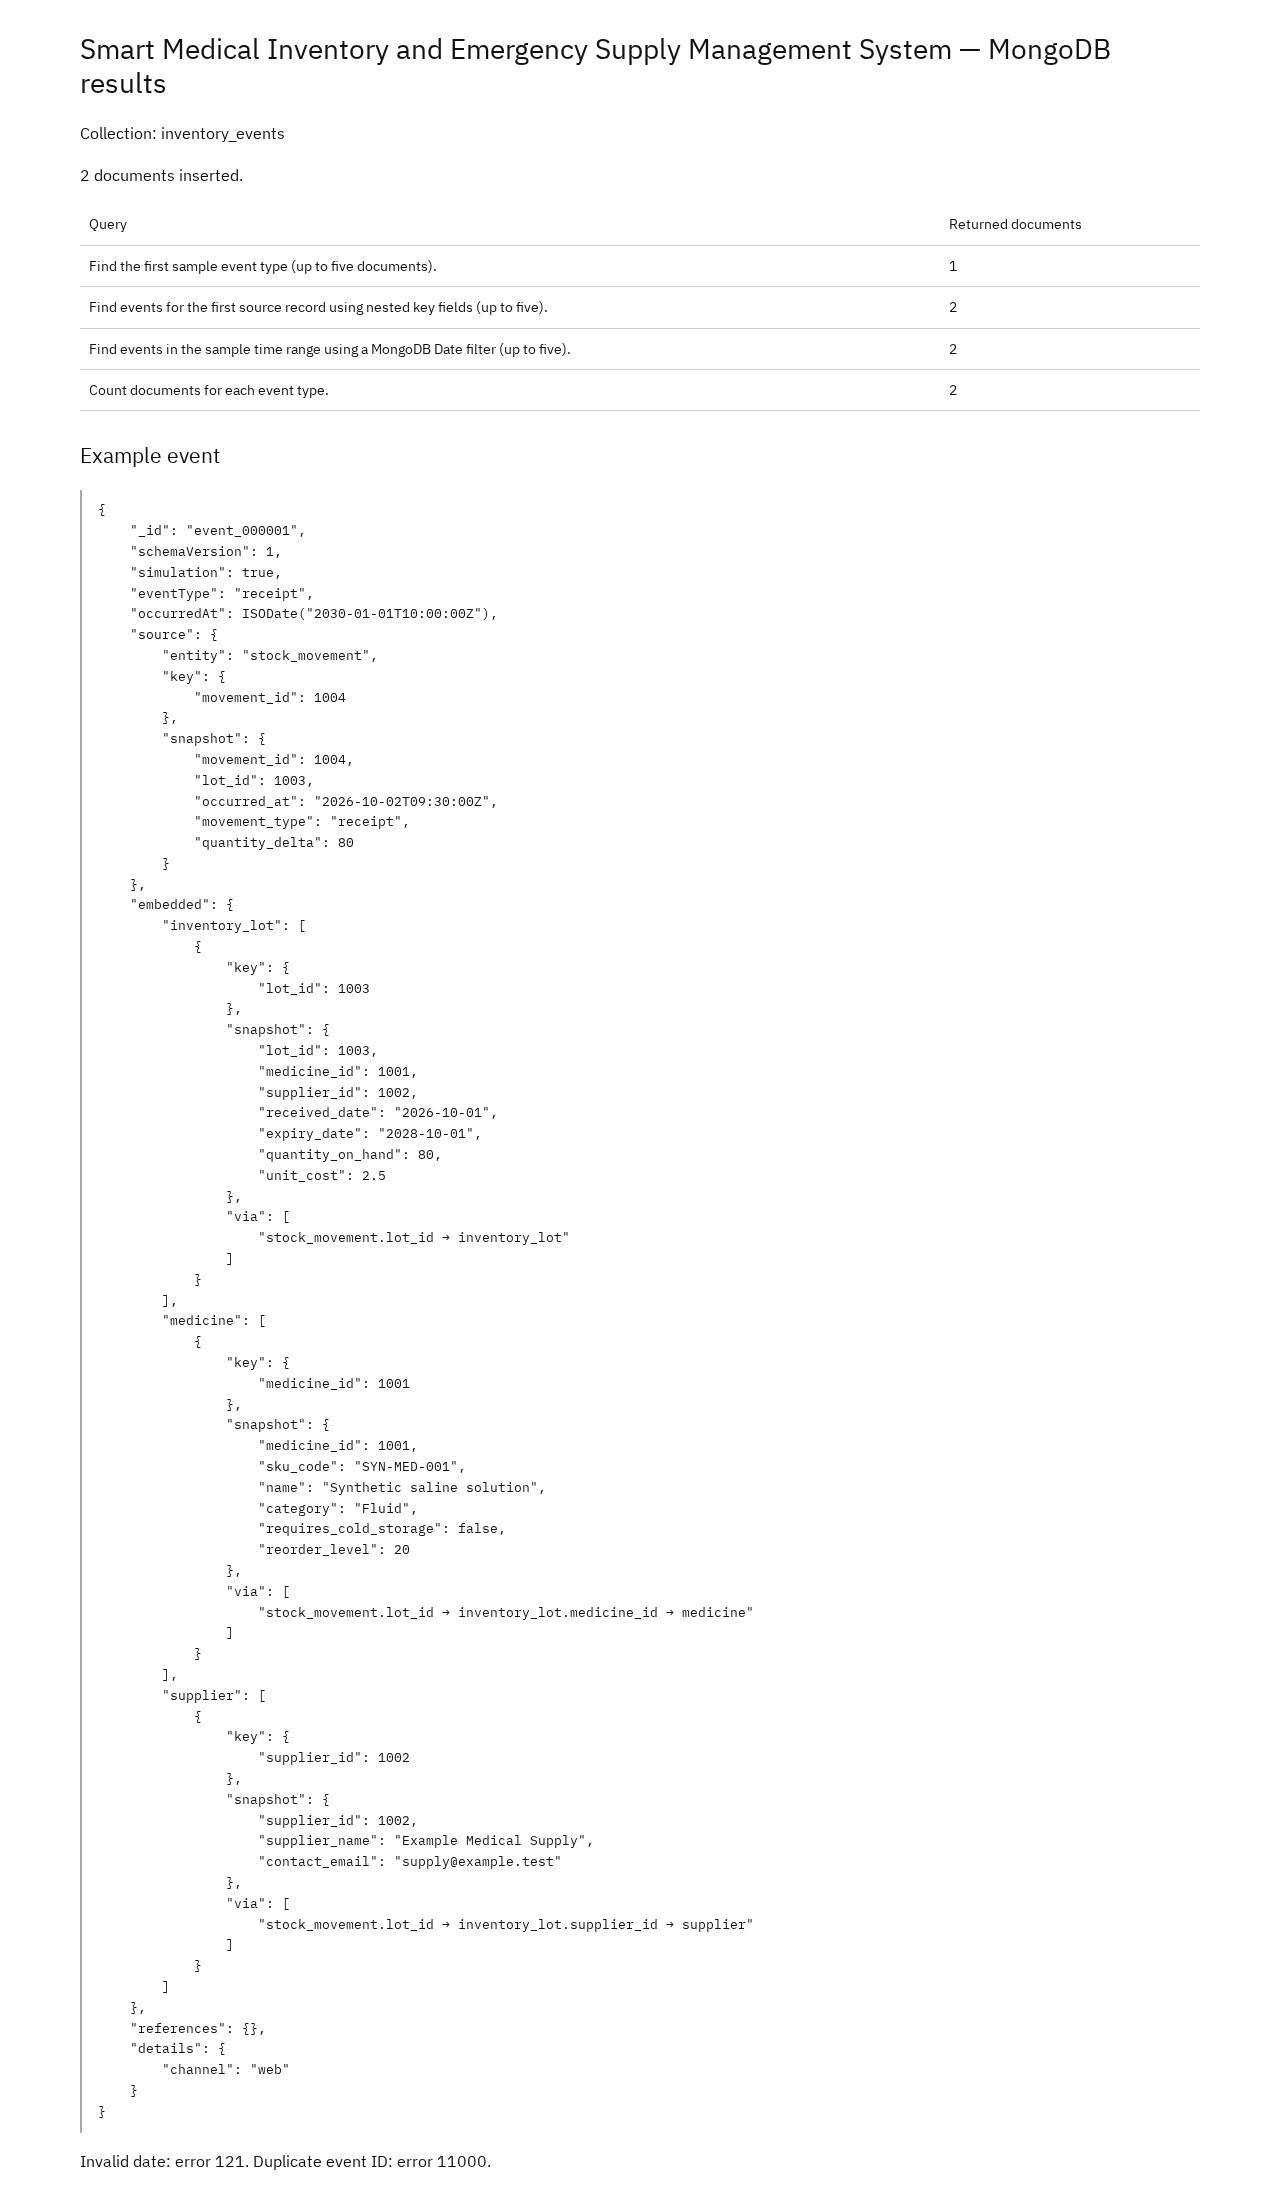 Smart Medical Inventory and Emergency Supply Management System — MongoDB
results
Collection: inventory_events
2 documents inserted.
Query Returned documents
Find the first sample event type (up to five documents). 1
Find events for the first source record using nested key fields (up to five). 2
Find events in the sample time range using a MongoDB Date filter (up to five). 2
Count documents for each event type. 2
Example event
{
    "_id": "event_000001",
    "schemaVersion": 1,
    "simulation": true,
    "eventType": "receipt",
    "occurredAt": ISODate("2030-01-01T10:00:00Z"),
    "source": {
        "entity": "stock_movement",
        "key": {
            "movement_id": 1004
        },
        "snapshot": {
            "movement_id": 1004,
            "lot_id": 1003,
            "occurred_at": "2026-10-02T09:30:00Z",
            "movement_type": "receipt",
            "quantity_delta": 80
        }
    },
    "embedded": {
        "inventory_lot": [
            {
                "key": {
                    "lot_id": 1003
                },
                "snapshot": {
                    "lot_id": 1003,
                    "medicine_id": 1001,
                    "supplier_id": 1002,
                    "received_date": "2026-10-01",
                    "expiry_date": "2028-10-01",
                    "quantity_on_hand": 80,
                    "unit_cost": 2.5
                },
                "via": [
                    "stock_movement.lot_id → inventory_lot"
                ]
            }
        ],
        "medicine": [
            {
                "key": {
                    "medicine_id": 1001
                },
                "snapshot": {
                    "medicine_id": 1001,
                    "sku_code": "SYN-MED-001",
                    "name": "Synthetic saline solution",
                    "category": "Fluid",
                    "requires_cold_storage": false,
                    "reorder_level": 20
                },
                "via": [
                    "stock_movement.lot_id → inventory_lot.medicine_id → medicine"
                ]
            }
        ],
        "supplier": [
            {
                "key": {
                    "supplier_id": 1002
                },
                "snapshot": {
                    "supplier_id": 1002,
                    "supplier_name": "Example Medical Supply",
                    "contact_email": "supply@example.test"
                },
                "via": [
                    "stock_movement.lot_id → inventory_lot.supplier_id → supplier"
                ]
            }
        ]
    },
    "references": {},
    "details": {
        "channel": "web"
    }
}
Invalid date: error 121. Duplicate event ID: error 11000.